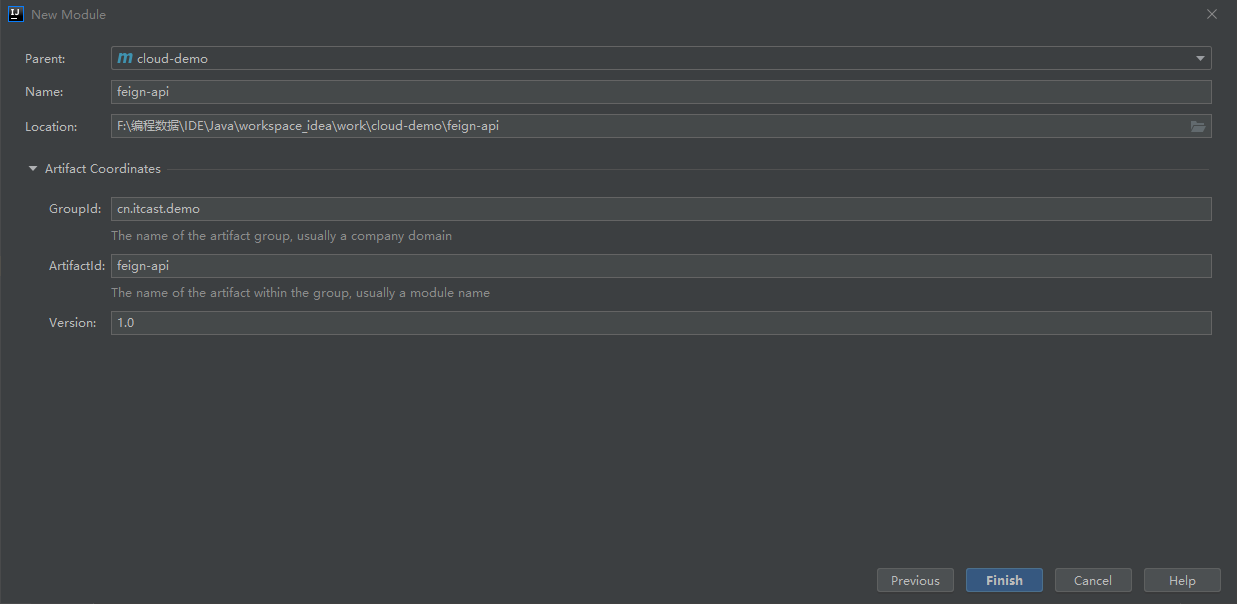 New Module
Parent: m cloud-demo
Name: feign-api
Location: F:\编程数据\IDE\Java\workspace_idea\work\cloud-demo\feign-api
Artifact Coordinates
GroupId: cn.itcast.demo
The name of the artifact group, usually a company domain
ArtifactId: feign-api
The name of the artifact within the group, usually a module name
Version: 1.0
Previous Finish Cancel Help